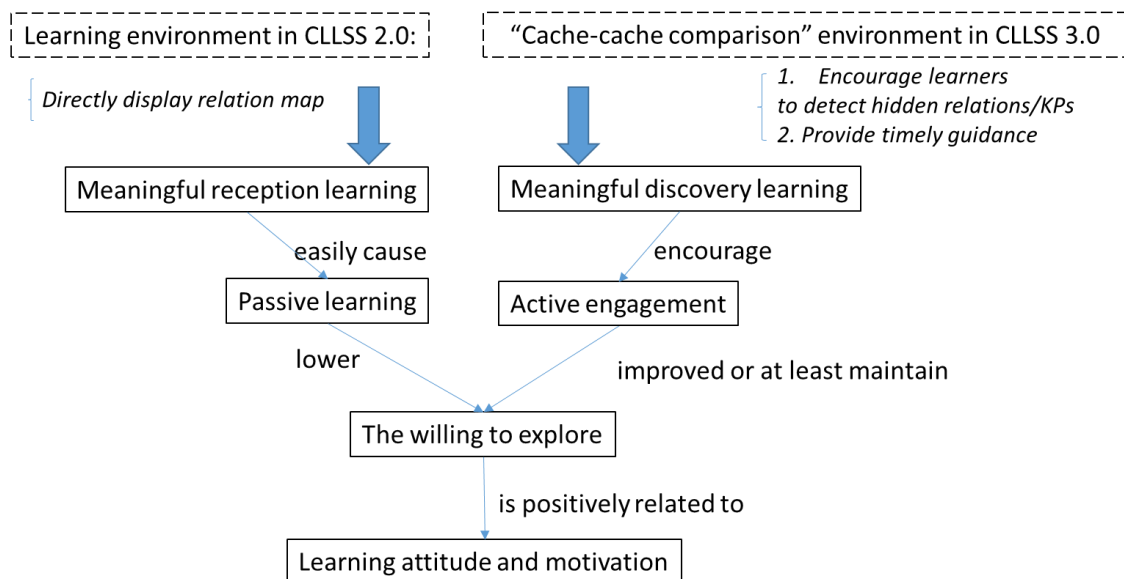 Learning environment in CLLSS 2.0:
“Cache-cache comparison” environment in CLLSS 3.0
Directly display relation map
1. Encourage learners
to detect hidden relations/KPs
2. Provide timely guidance
Meaningful reception learning
Meaningful discovery learning
easily cause
encourage
Passive learning
Active engagement
lower
improved or at least maintain
The willing to explore
is positively related to
Learning attitude and motivation